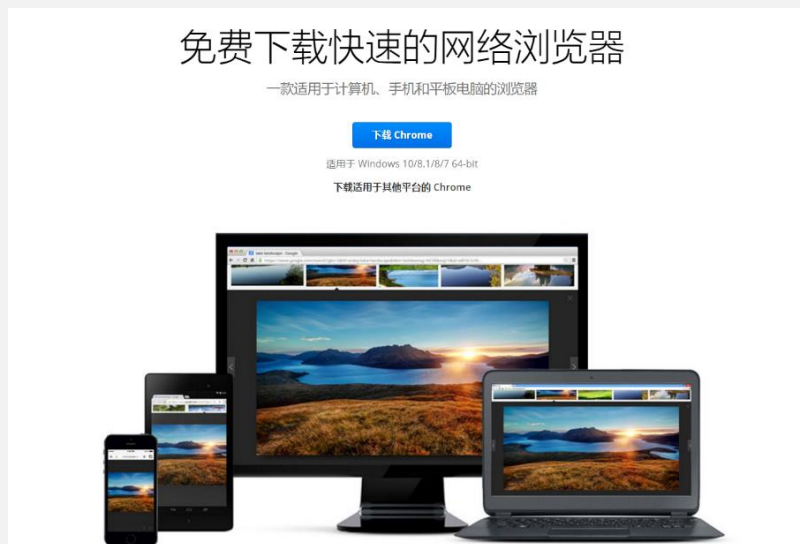 免费下载快速的网络浏览器
一款适用于计算机、手机和平板电脑的浏览器
下载 Chrome
适用于 Windows 10/8.1/8/7 64-bit
下载适用于其他平台的 Chrome